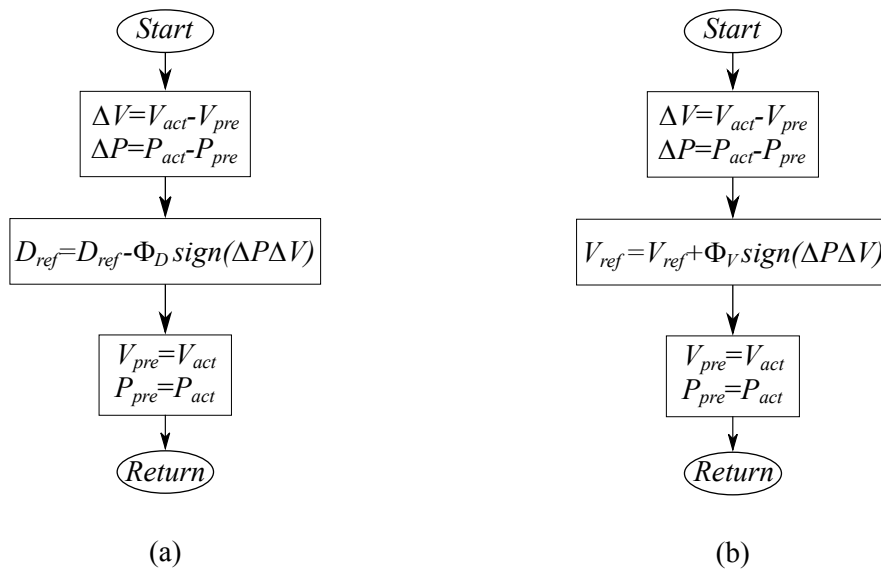 Start
ΔV=V_act-V_pre
ΔP=P_act-P_pre
D_ref=D_ref-Φ_D sign(ΔPΔV)
V_pre=V_act
P_pre=P_act
Return
(a)
Start
ΔV=V_act-V_pre
ΔP=P_act-P_pre
V_ref=V_ref+Φ_V sign(ΔPΔV)
V_pre=V_act
P_pre=P_act
Return
(b)